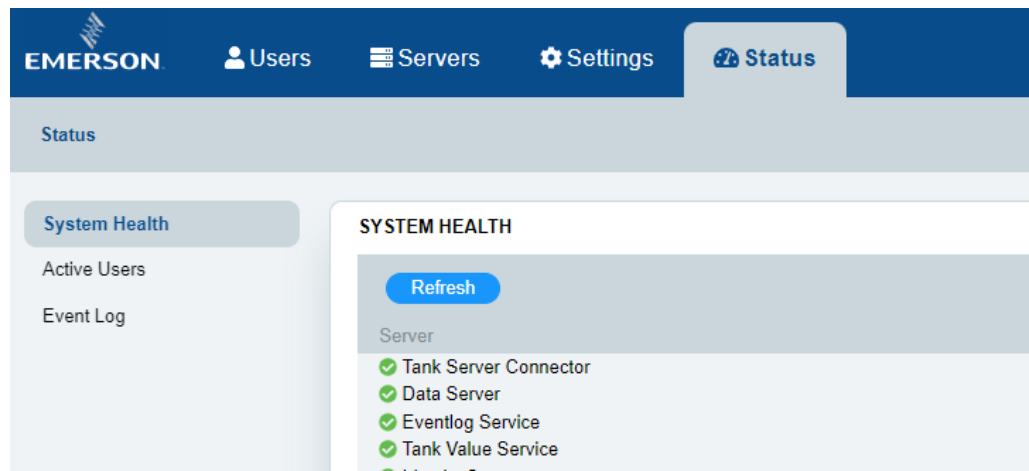 EMERSON
Users
Servers
Settings
Status
Status
System Health
Active Users
Event Log
SYSTEM HEALTH
Refresh
Server
Tank Server Connector
Data Server
Eventlog Service
Tank Value Service